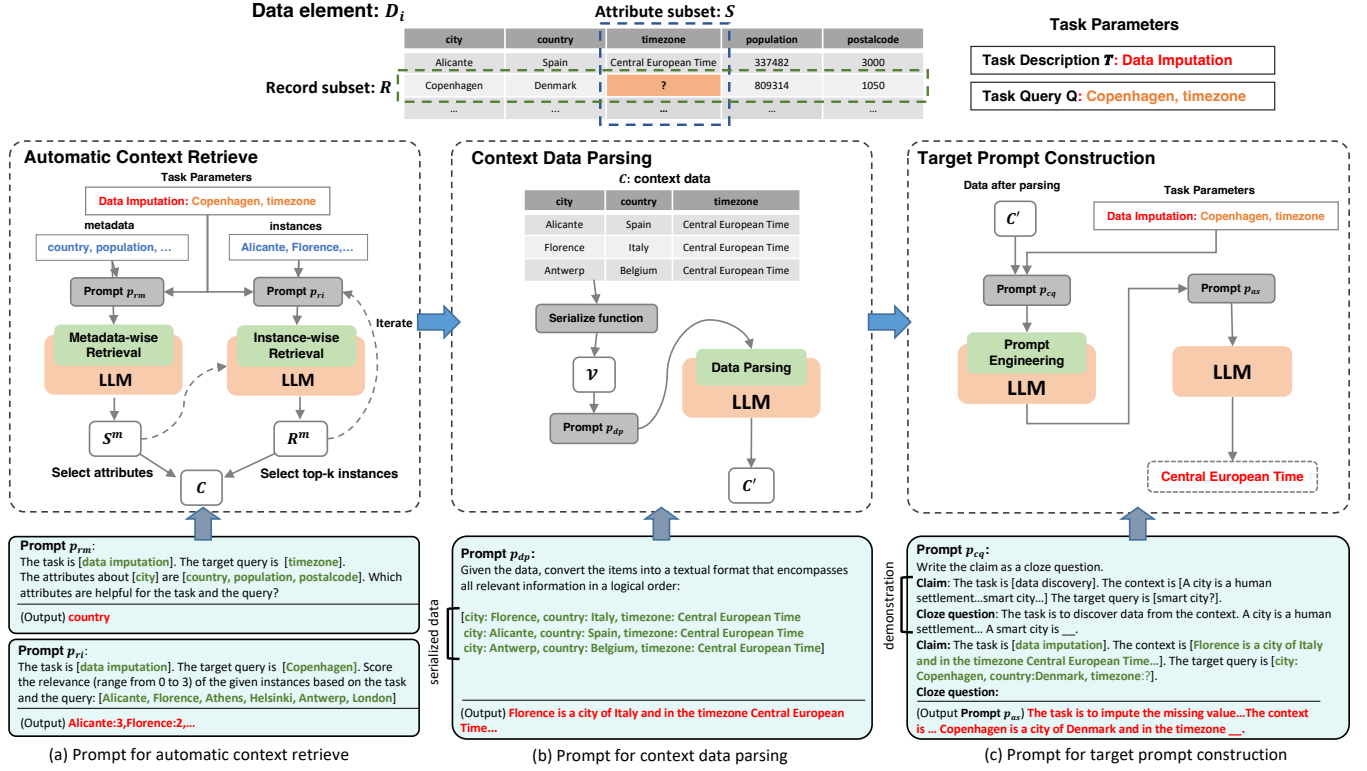 Data element: D_i
Attribute subset: S
Task Parameters
city country timezone population postalcode
Alicante Spain Central European Time 337482 3000
Copenhagen Denmark ? 809314 1050
... ... ... ... ...
Record subset: R
Task Description T: Data Imputation
Task Query Q: Copenhagen, timezone
Automatic Context Retrieve
Task Parameters
Data Imputation: Copenhagen, timezone
metadata
instances
country, population, ...
Alicante, Florence,...
Prompt p_rm
Prompt p_ri
Iterate
Metadata-wise
Retrieval
LLM
Instance-wise
Retrieval
LLM
S^m
R^m
Select attributes
Select top-k instances
C
Context Data Parsing
C: context data
city country timezone
Alicante Spain Central European Time
Florence Italy Central European Time
Antwerp Belgium Central European Time
Serialize function
V
Prompt p_dp
Data Parsing
LLM
C'
Target Prompt Construction
Data after parsing
Task Parameters
C'
Data Imputation: Copenhagen, timezone
Prompt p_cq
Prompt p_as
Prompt
Engineering
LLM
LLM
Central European Time
Prompt p_rm:
The task is [data imputation]. The target query is [timezone].
The attributes about [city] are [country, population, postalcode]. Which
attributes are helpful for the task and the query?
(Output) country
Prompt p_ri:
The task is [data imputation]. The target query is [Copenhagen]. Score
the relevance (range from 0 to 3) of the given instances based on the task
and the query: [Alicante, Florence, Athens, Helsinki, Antwerp, London]
(Output) Alicante:3,Florence:2,...
(a) Prompt for automatic context retrieve
Prompt p_dp:
Given the data, convert the items into a textual format that encompasses
all relevant information in a logical order:
serialized data
[city: Florence, country: Italy, timezone: Central European Time
city: Alicante, country: Spain, timezone: Central European Time
city: Antwerp, country: Belgium, timezone: Central European Time]
(Output) Florence is a city of Italy and in the timezone Central European
Time...
(b) Prompt for context data parsing
Prompt p_cq:
Write the claim as a cloze question.
demonstration
Claim: The task is [data discovery]. The context is [A city is a human
settlement...smart city...] The target query is [smart city?].
Cloze question: The task is to discover data from the context. A city is a human
settlement... A smart city is __.
Claim: The task is [data imputation]. The context is [Florence is a city of Italy
and in the timezone Central European Time...]. The target query is [city:
Copenhagen, country:Denmark, timezone:?].
Cloze question:
(Output Prompt p_as) The task is to impute the missing value...The context
is ... Copenhagen is a city of Denmark and in the timezone __.
(c) Prompt for target prompt construction